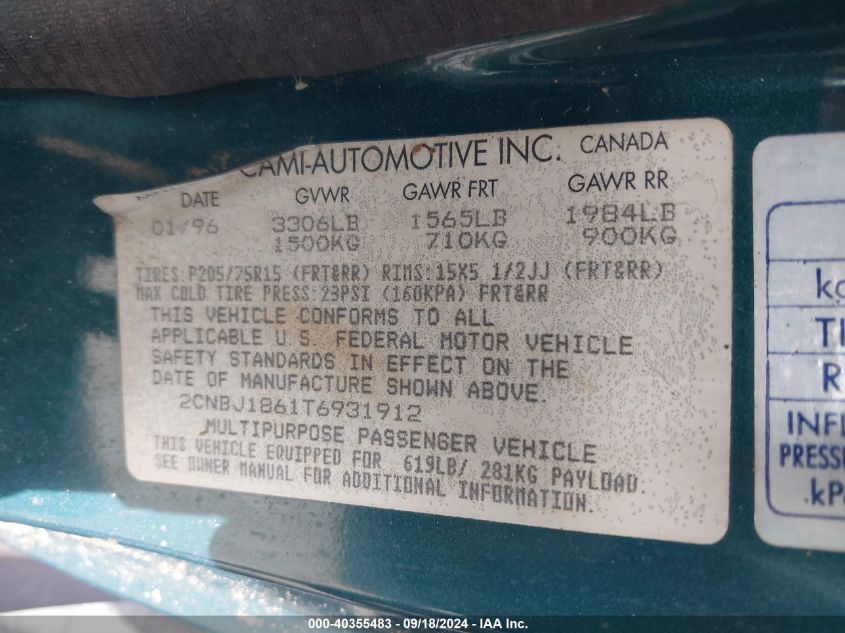 CAMI-AUTOMOTIVE INC. CANADA
DATE GVWR GAWR FRT GAWR RR
01/96 3306LB 1565LB 1984LB
1500KG 710KG 900KG
TIRES:P205/75R15 (FRT&RR) RIMS:15X5 1/2JJ (FRT&RR)
MAX COLD TIRE PRESS:23PSI (160KPA) FRT&RR
THIS VEHICLE CONFORMS TO ALL
APPLICABLE U.S. FEDERAL MOTOR VEHICLE
SAFETY STANDARDS IN EFFECT ON THE
DATE OF MANUFACTURE SHOWN ABOVE.
2CNBJ1861T6931912
MULTIPURPOSE PASSENGER VEHICLE
THIS VEHICLE EQUIPPED FOR 619LB/ 281KG PAYLOAD.
SEE OWNER MANUAL FOR ADDITIONAL INFORMATION.
TI
R
INFL
PRESS
kP
000-40355483 - 09/18/2024 - IAAI.com